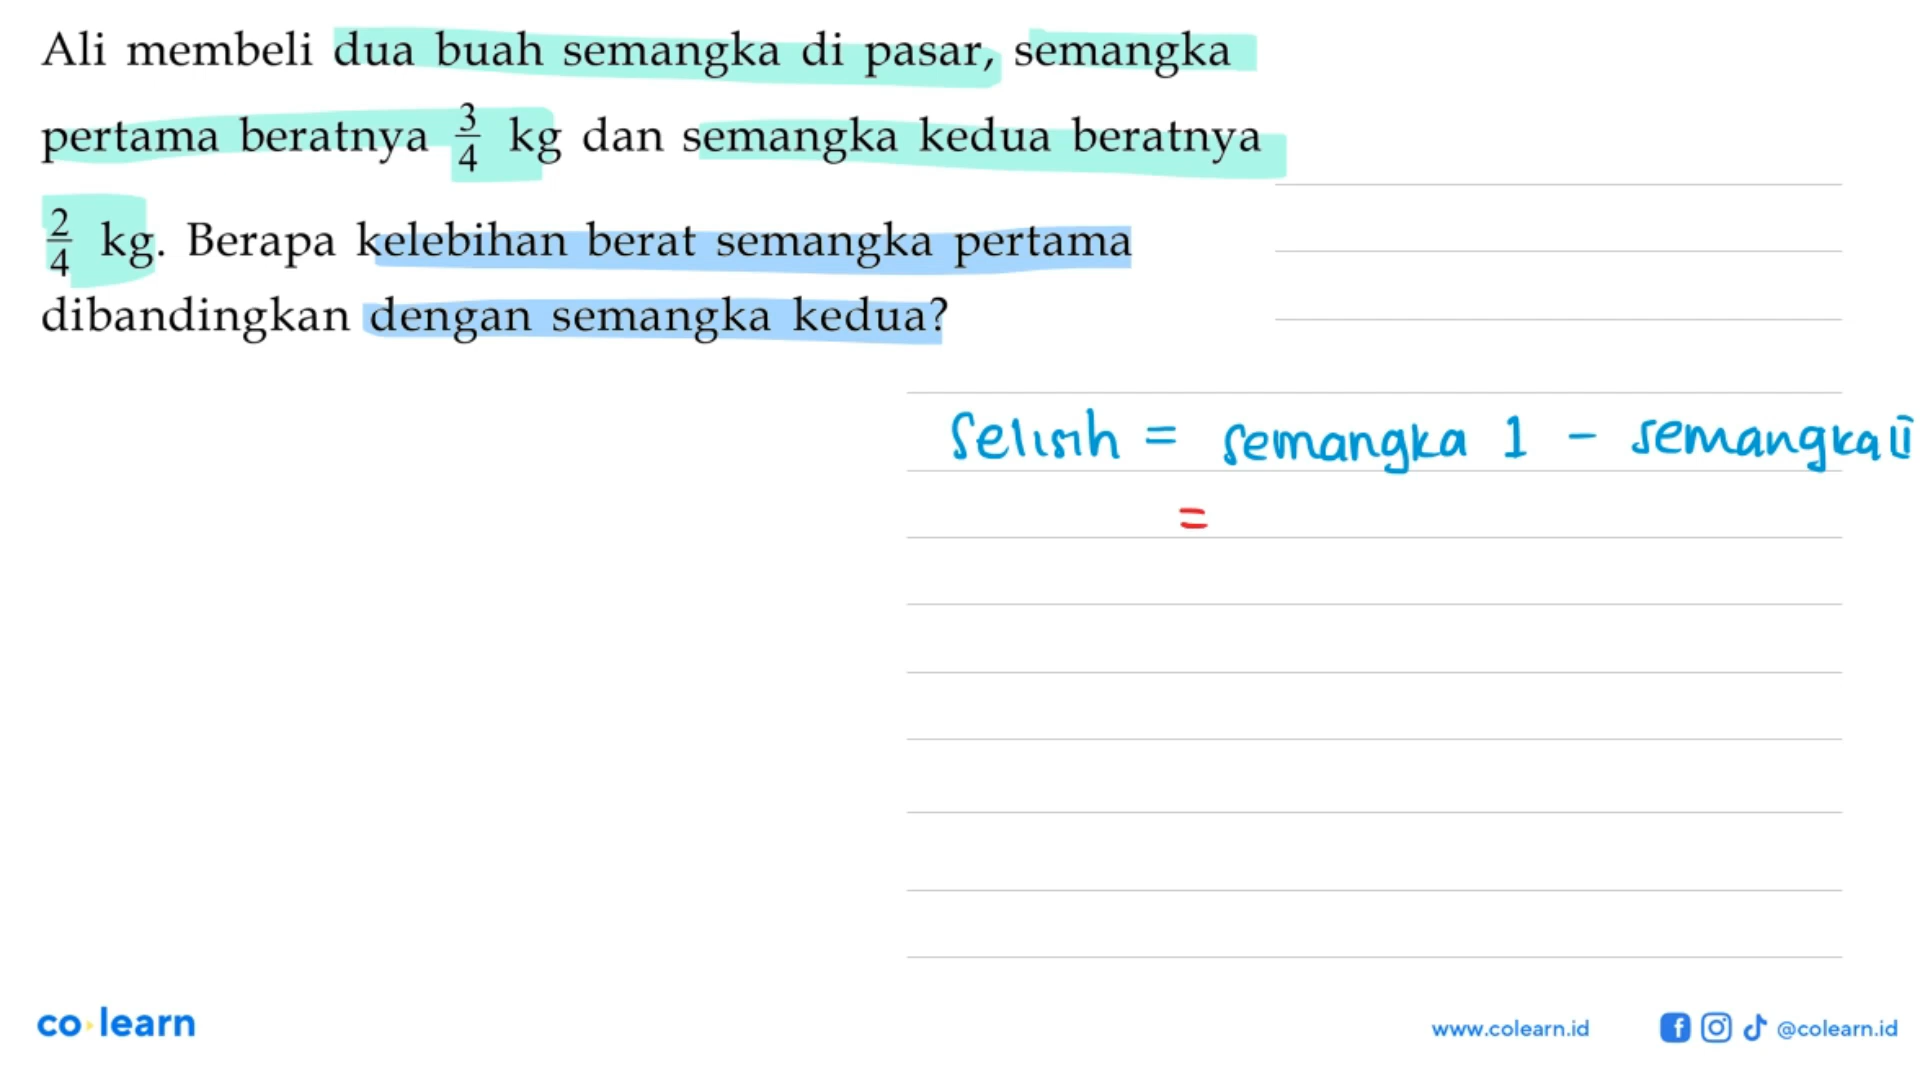 Ali membeli dua buah semangka di pasar, semangka
pertama beratnya 3/4 kg dan semangka kedua beratnya
2/4 kg. Berapa kelebihan berat semangka pertama
dibandingkan dengan semangka kedua?
Selisih = semangka 1 - semangka ii
=
co learn
www.colearn.id
@colearn.id